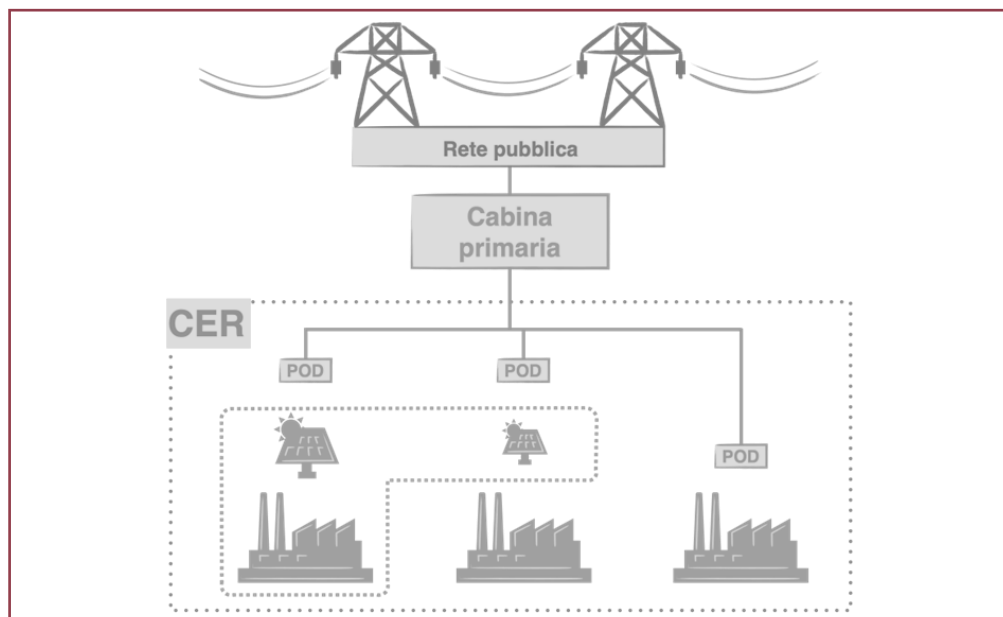 Rete pubblica
Cabina
primaria
CER
POD
POD
POD